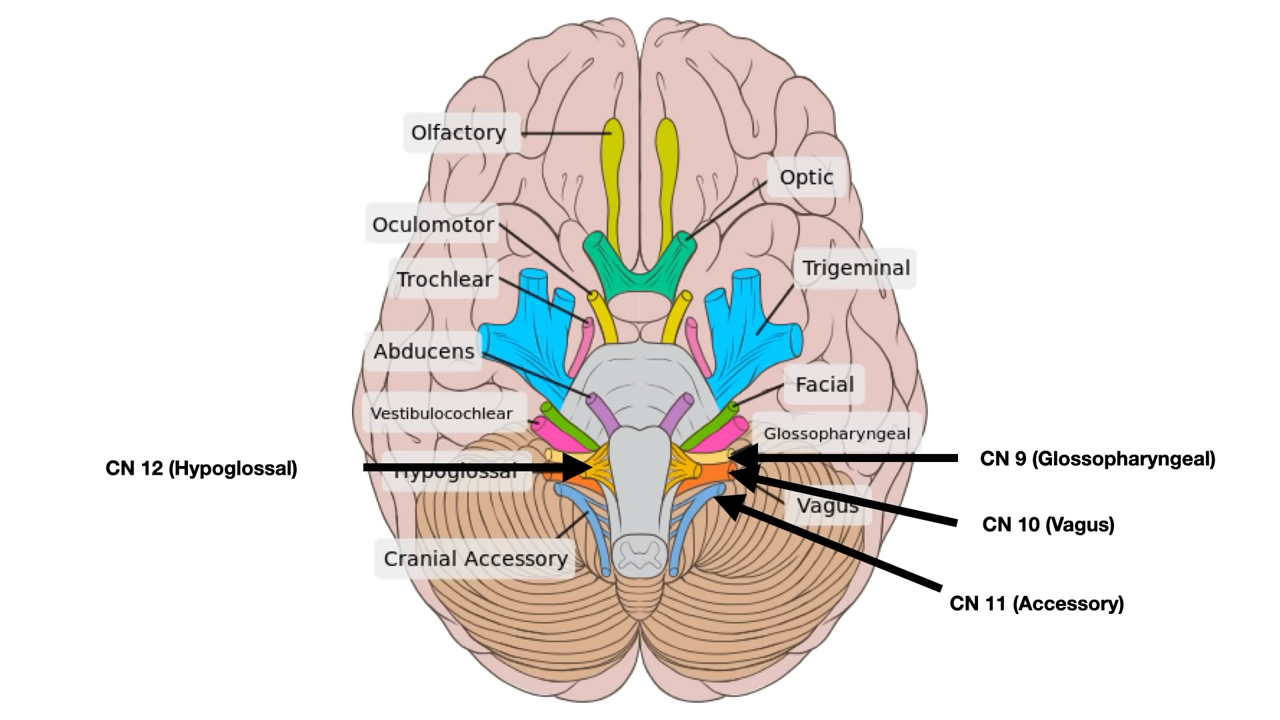 Olfactory
Optic
Oculomotor
Trigeminal
Trochlear
Abducens
Facial
Vestibulocochlear
Glossopharyngeal
CN 9 (Glossopharyngeal)
CN 12 (Hypoglossal)
Hypoglossal
Vagus
CN 10 (Vagus)
Cranial Accessory
CN 11 (Accessory)